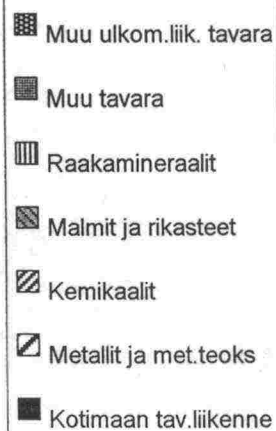 Muu ulkom.liik. tavara
Muu tavara
Raakamineraalit
Malmit ja rikasteet
Kemikaalit
Metallit ja met.teoks
Kotimaan tav.liikenne